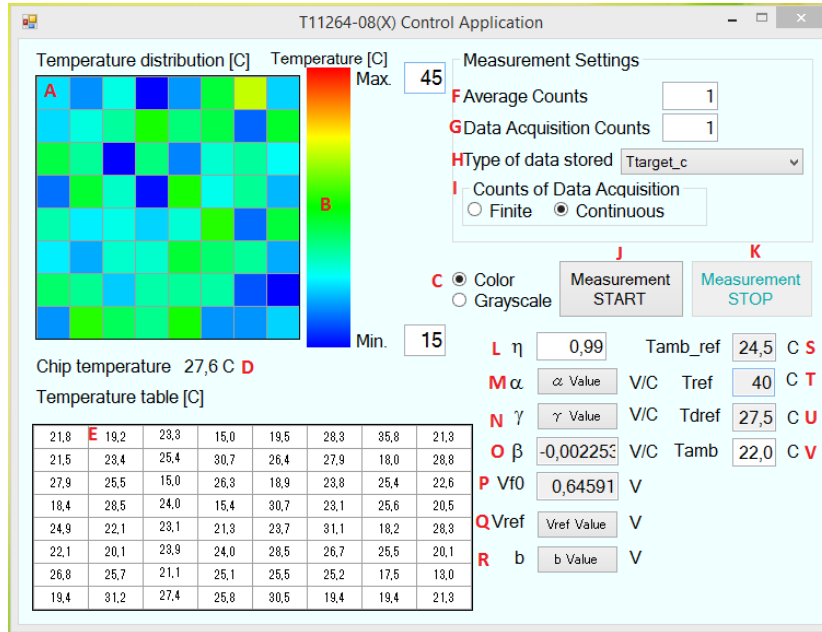 T11264-08(X) Control Application
Temperature distribution [C]
Temperature [C]
A
B
Max. 45
Min. 15
Measurement Settings
F Average Counts 1
G Data Acquisition Counts 1
H Type of data stored Ttarget_c
I Counts of Data Acquisition
Finite Continuous
J K
C Color
Grayscale
Measurement START
Measurement STOP
Chip temperature 27,6 C D
Temperature table [C]
E
21,8 19,2 23,3 15,0 19,5 28,3 35,8 21,3
21,5 23,4 25,4 30,7 26,4 27,9 18,0 28,8
27,9 25,5 15,0 26,3 18,9 23,8 25,4 22,6
18,4 28,5 24,0 15,4 30,7 23,1 25,6 20,5
24,9 22,1 23,1 21,3 23,7 31,1 18,2 28,3
22,1 20,1 23,9 24,0 28,5 26,7 25,5 20,1
26,8 25,7 21,1 25,1 25,5 25,2 17,5 13,0
19,4 31,2 27,4 25,8 30,5 19,4 19,4 21,3
L η 0,99 Tamb_ref 24,5 C S
M α α Value V/C Tref 40 C T
N γ γ Value V/C Tdref 27,5 C U
O β -0,002253 V/C Tamb 22,0 C V
P Vf0 0,64591 V
Q Vref Vref Value V
R b b Value V